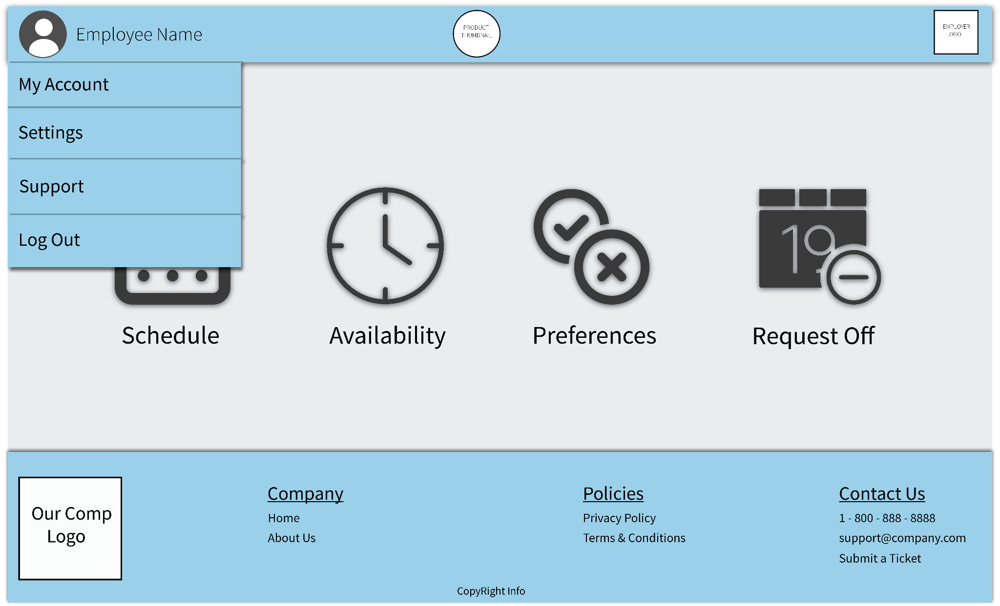 Employee Name
PRODUCT
THUMBNAIL
EMPLOYER
LOGO
My Account
Settings
Support
Log Out
19
Schedule
Availability
Preferences
Request Off
Our Comp
Logo
Company
Home
About Us
Policies
Privacy Policy
Terms & Conditions
Contact Us
1 - 800 - 888 - 8888
support@company.com
Submit a Ticket
CopyRight Info